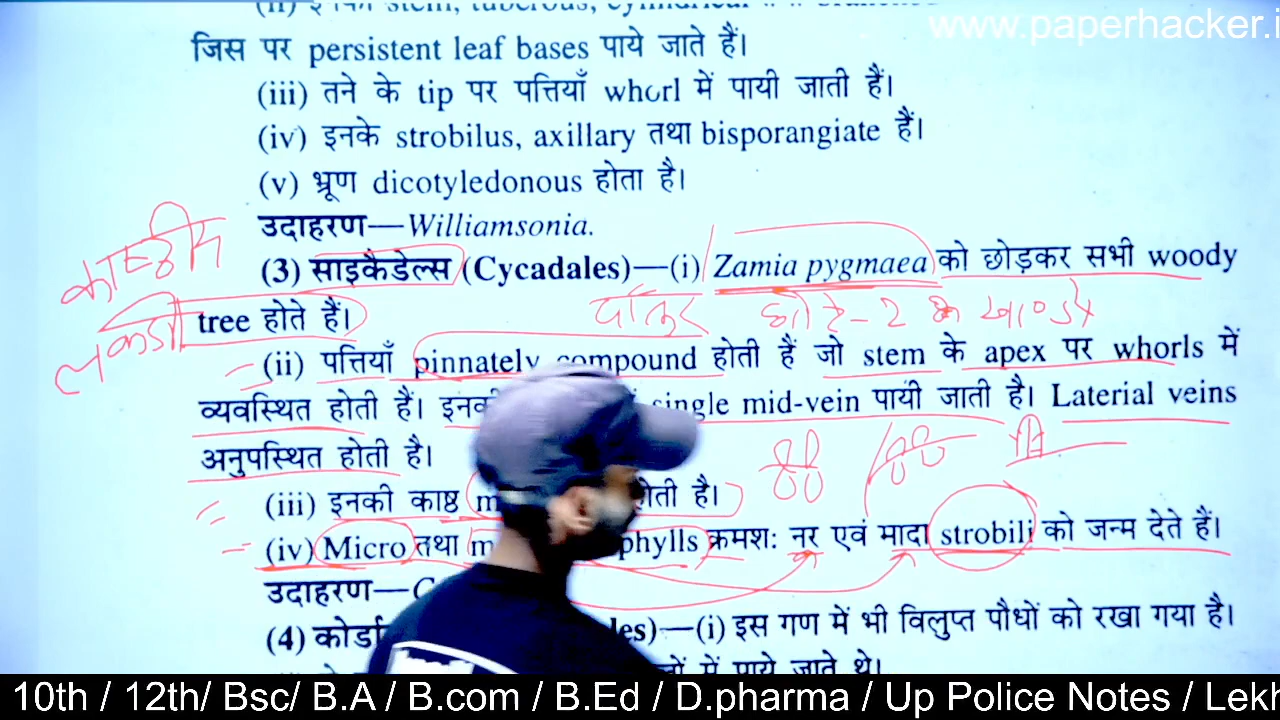 www.paperhacker.i
जिस पर persistent leaf bases पाये जाते हैं।
(iii) तने के tip पर पत्तियाँ whorl में पायी जाती हैं।
(iv) इनके strobilus, axillary तथा bisporangiate हैं।
(v) भ्रूण dicotyledonous होता है।
उदाहरण—Williamsonia.
काष्ठीय
(3) साइकैडेल्स (Cycadales)—(i) Zamia pygmaea को छोड़कर सभी woody
लकडी
tree होते हैं।
छोटे-2 के
(ii) पत्तियाँ pinnately compound होती हैं जो stem के apex पर whorls में
व्यवस्थित होती हैं। single mid-vein पायी जाती है। Laterial veins
अनुपस्थित होती है।
(iii) इनकी काष्ठ होती है।
(iv) Micro तथा phylls क्रमशः नर एवं मादा strobili को जन्म देते हैं।
उदाहरण—C
(4) कोर्डा les)—(i) इस गण में भी विलुप्त पौधों को रखा गया है।
में पाये जाते थे।
10th / 12th/ Bsc/ B.A / B.com / B.Ed / D.pharma / Up Police Notes / Lekh